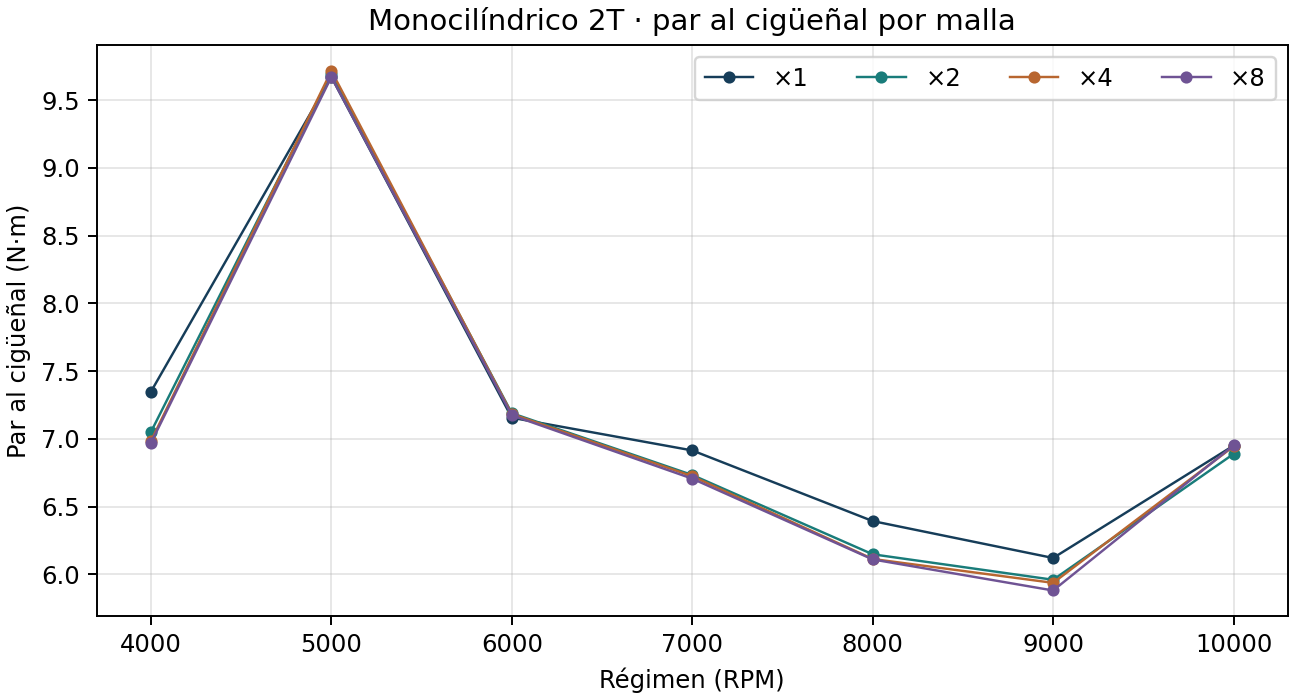 Monocilíndrico 2T · par al cigüeñal por malla
×1 ×2 ×4 ×8
Par al cigüeñal (N·m)
9.5
9.0
8.5
8.0
7.5
7.0
6.5
6.0
4000 5000 6000 7000 8000 9000 10000
Régimen (RPM)